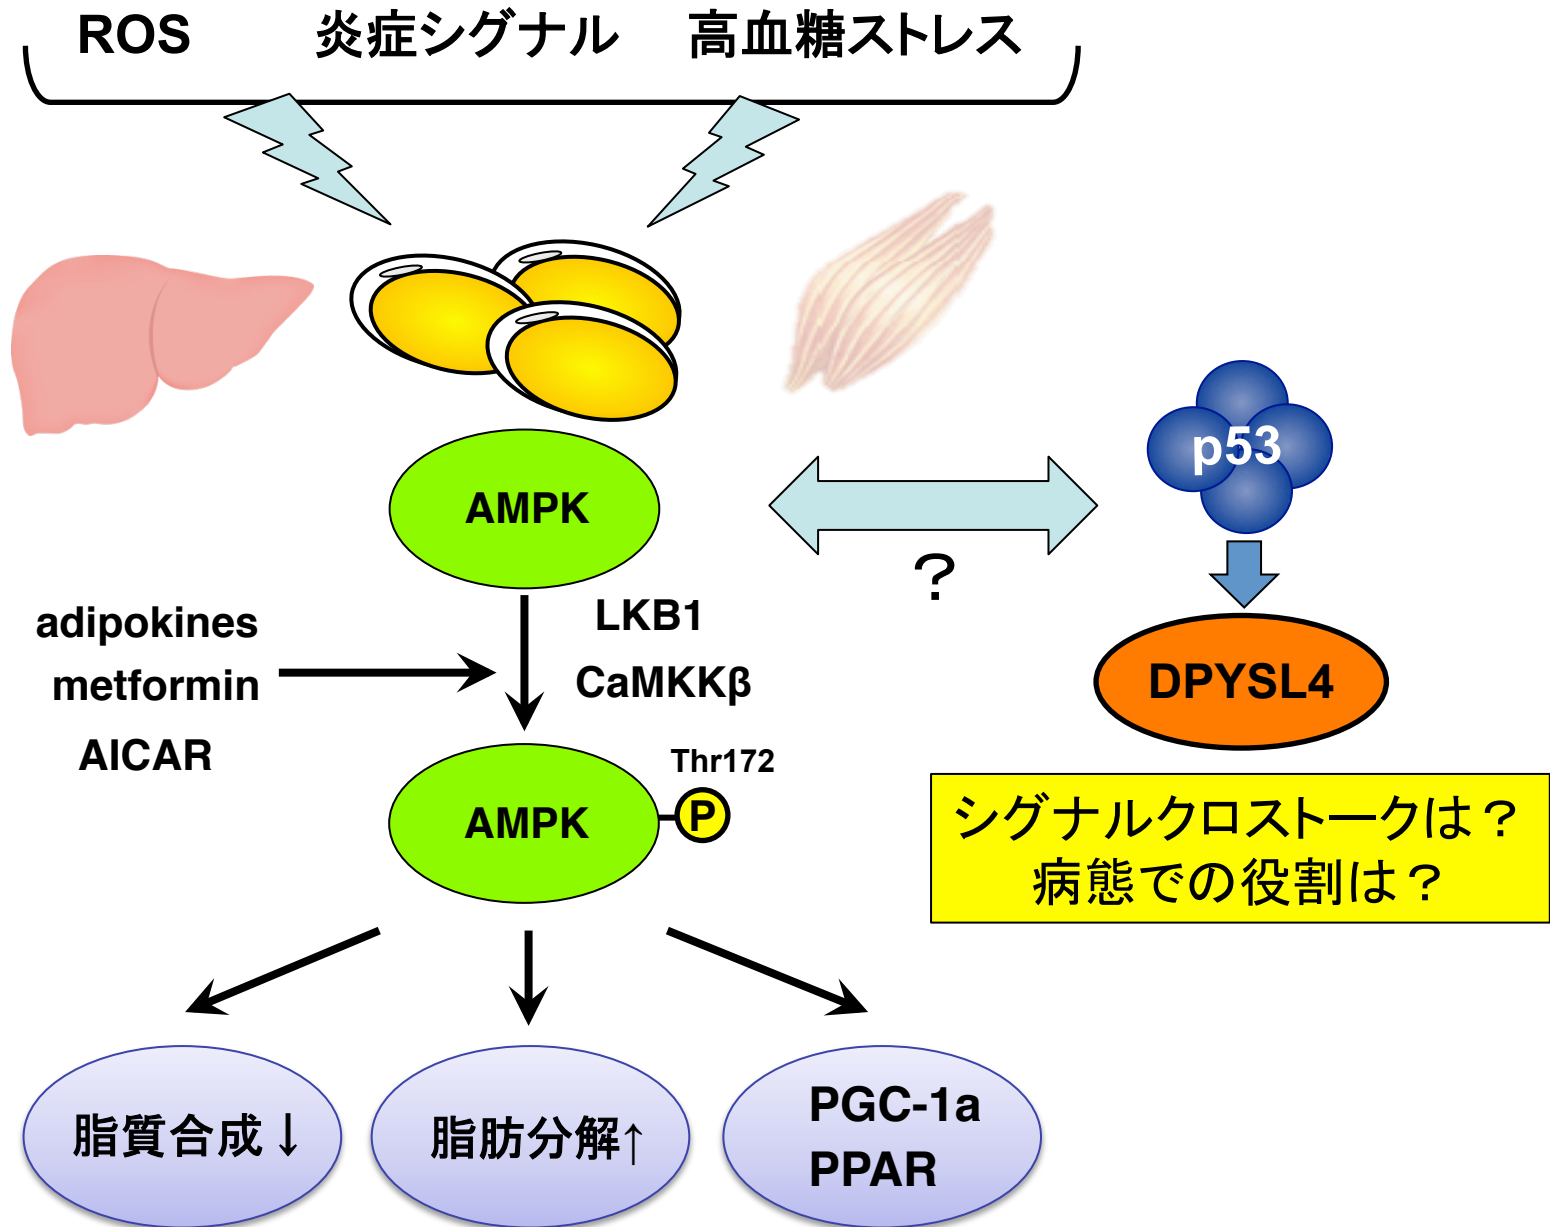 ROS 炎症シグナル 高血糖ストレス
p53
AMPK
?
LKB1
adipokines
CaMKKβ
metformin
DPYSL4
AICAR
Thr172
P
AMPK
シグナルクロストークは？
病態での役割は？
脂質合成↓
脂肪分解↑
PGC-1a
PPAR